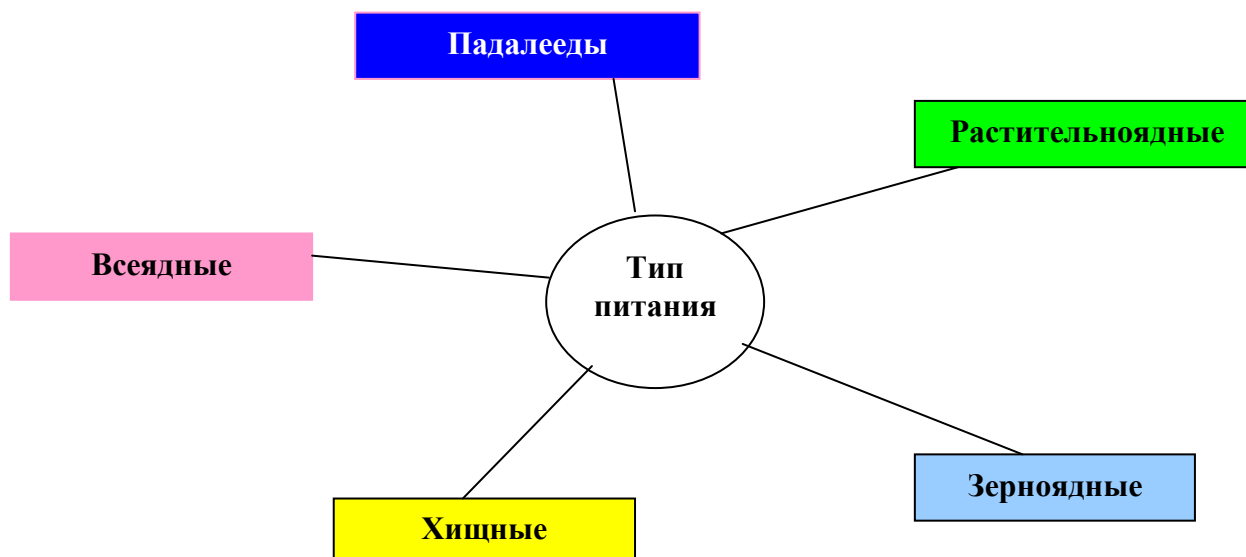 Падалееды
Растительноядные
Всеядные
Тип
питания
Зерноядные
Хищные